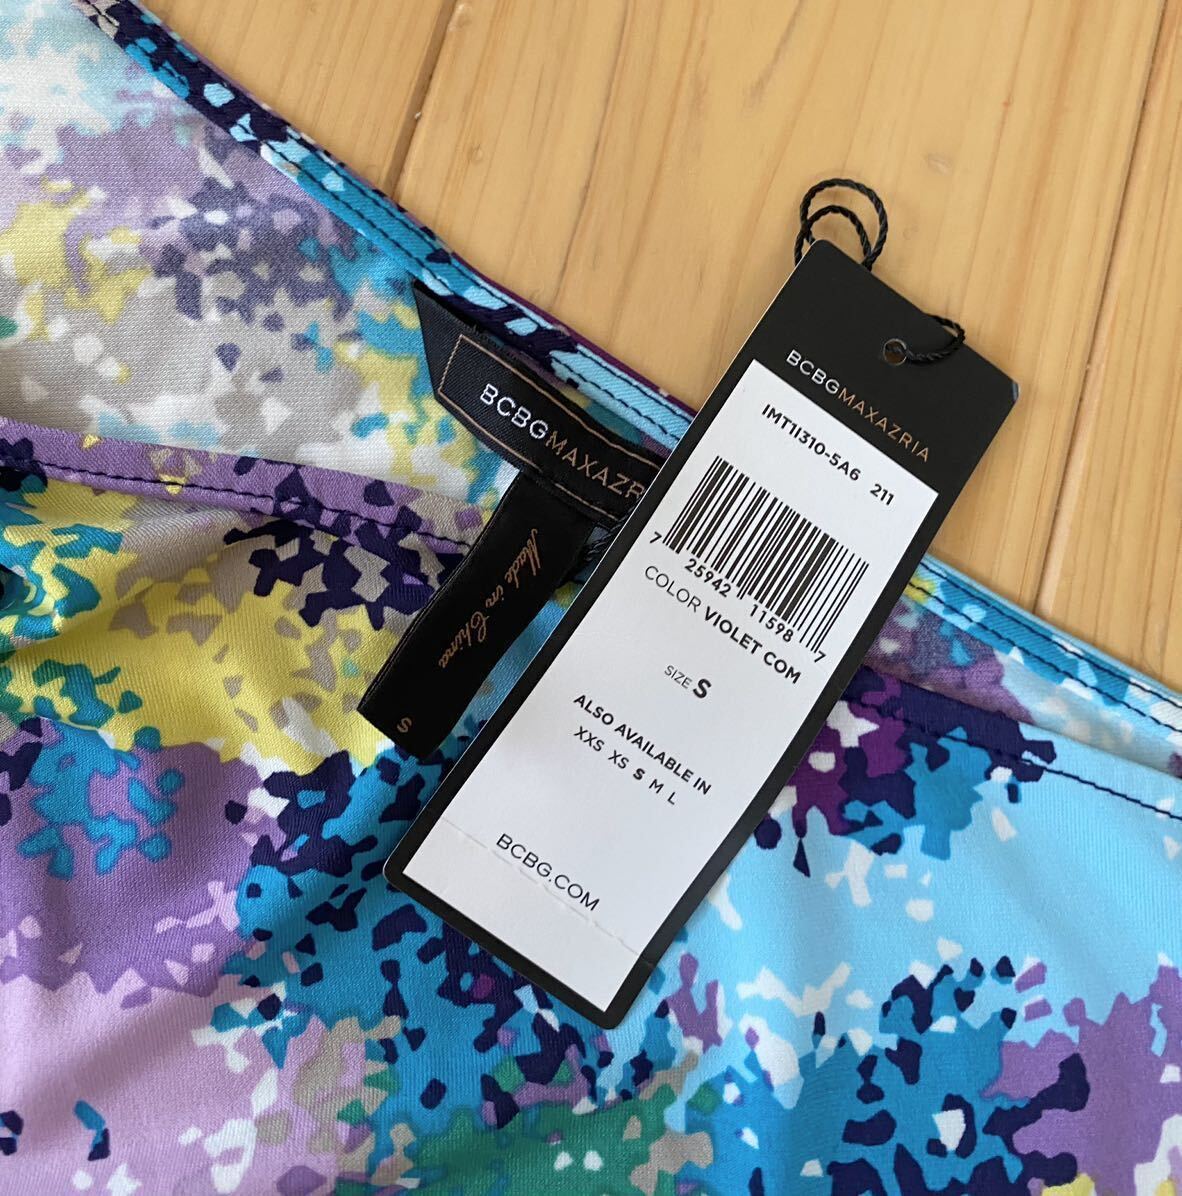 BCBGMAXAZRIA
IMT1I310-5A6 211
7 25942 11598 7
COLOR VIOLET COM
SIZE S
ALSO AVAILABLE IN
XXS XS S M L
BCBG.COM
BCBGMAXAZR
Made in China
S